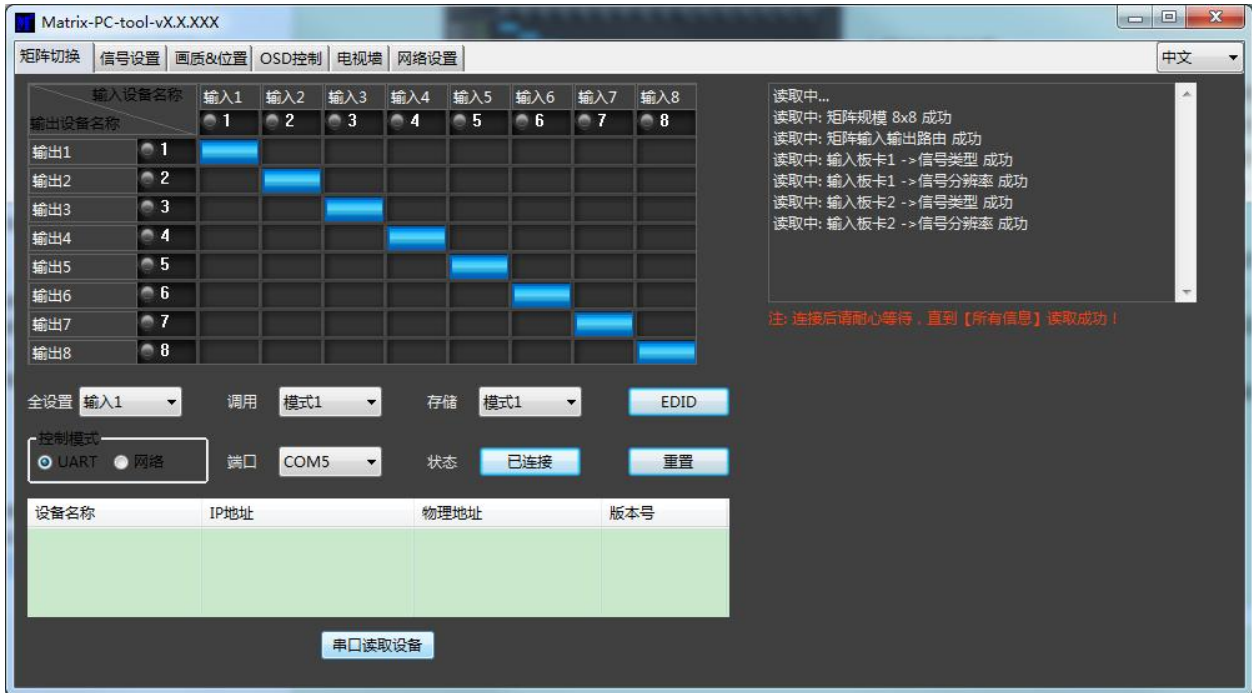 Matrix-PC-tool-vX.X.XXX
矩阵切换 信号设置 画质&位置 OSD控制 电视墙 网络设置 中文
输入设备名称 输入1 输入2 输入3 输入4 输入5 输入6 输入7 输入8
输出设备名称 1 2 3 4 5 6 7 8
输出1 1
输出2 2
输出3 3
输出4 4
输出5 5
输出6 6
输出7 7
输出8 8
读取中...
读取中: 矩阵规模 8x8 成功
读取中: 矩阵输入输出路由 成功
读取中: 输入板卡1 ->信号类型 成功
读取中: 输入板卡1 ->信号分辨率 成功
读取中: 输入板卡2 ->信号类型 成功
读取中: 输入板卡2 ->信号分辨率 成功
注: 连接后请耐心等待，直到【所有信息】读取成功！
全设置 输入1 调用 模式1 存储 模式1 EDID
控制模式
UART 网络 端口 COM5 状态 已连接 重置
设备名称 IP地址 物理地址 版本号
串口读取设备